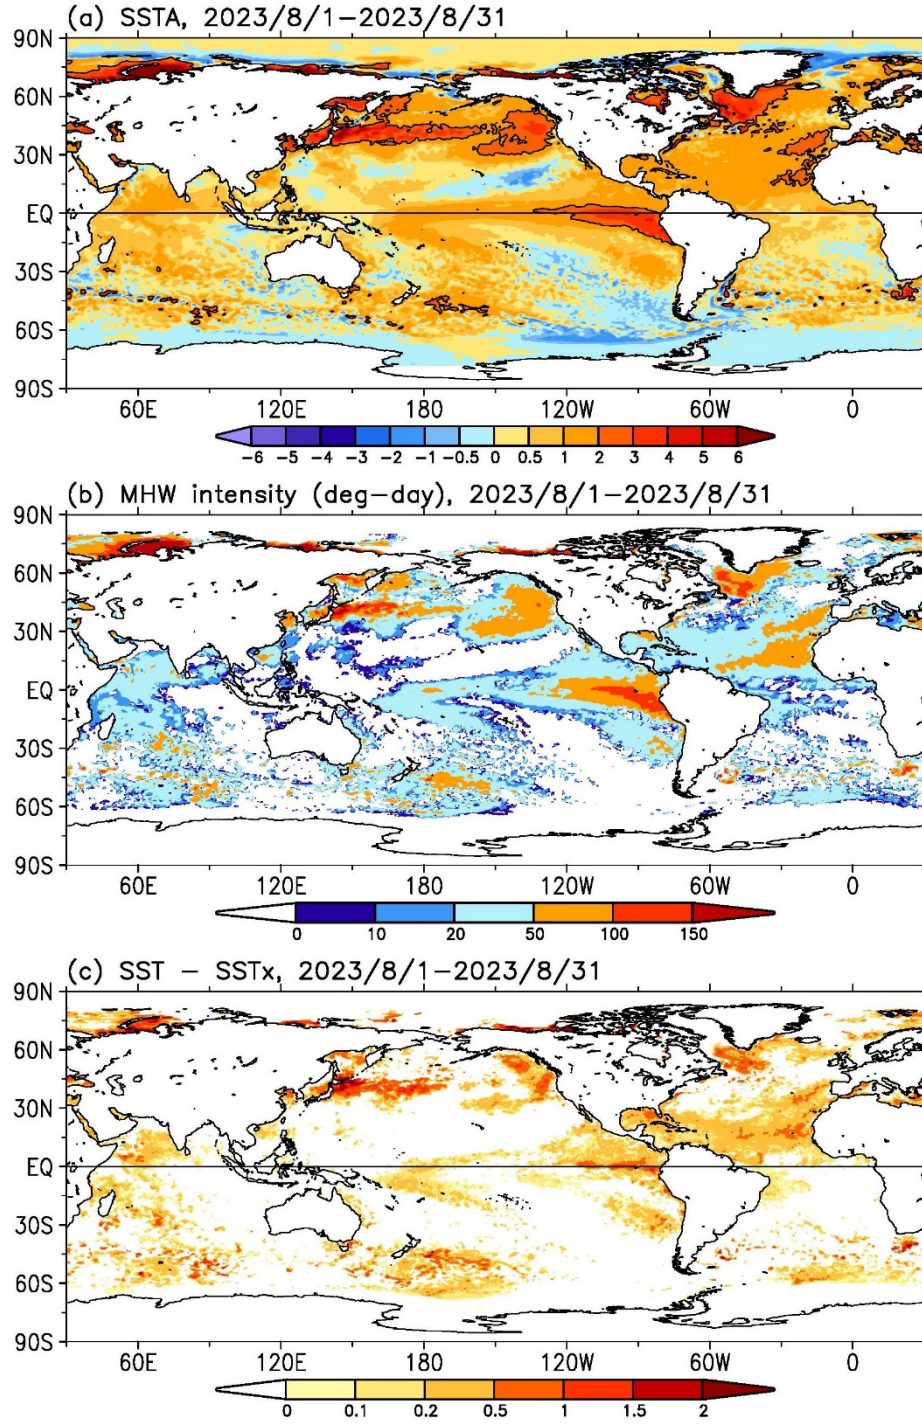 (a) SSTA, 2023/8/1−2023/8/31
90N
60N
30N
EQ
30S
60S
90S
60E 120E 180 120W 60W 0
−6 −5 −4 −3 −2 −1 −0.5 0 0.5 1 2 3 4 5 6
(b) MHW intensity (deg−day), 2023/8/1−2023/8/31
90N
60N
30N
EQ
30S
60S
90S
60E 120E 180 120W 60W 0
0 10 20 50 100 150
(c) SST − SSTx, 2023/8/1−2023/8/31
90N
60N
30N
EQ
30S
60S
90S
60E 120E 180 120W 60W 0
0 0.1 0.2 0.5 1 1.5 2